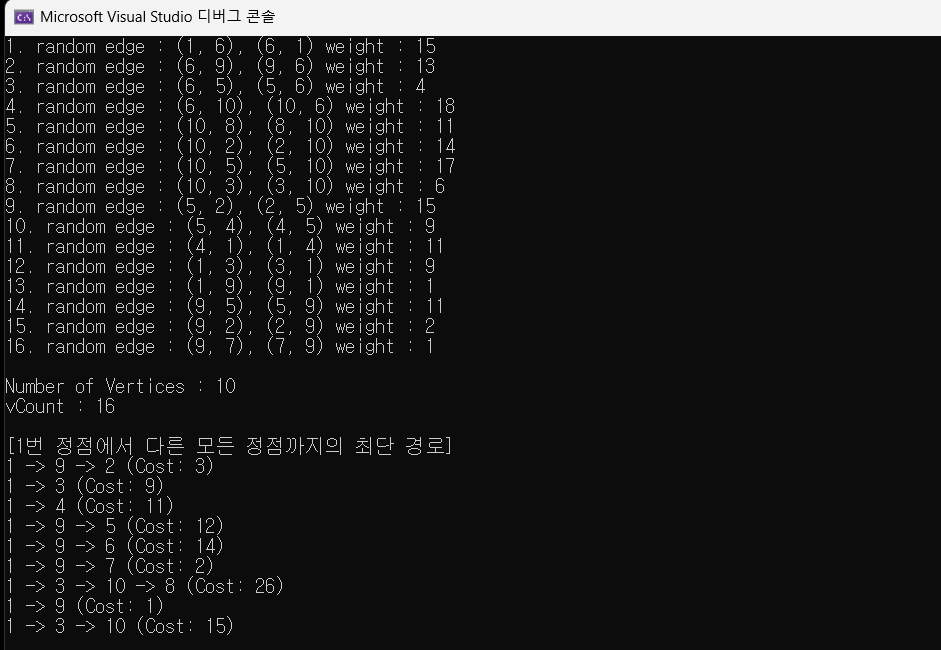 Microsoft Visual Studio 디버그 콘솔
1. random edge : (1, 6), (6, 1) weight : 15
2. random edge : (6, 9), (9, 6) weight : 13
3. random edge : (6, 5), (5, 6) weight : 4
4. random edge : (6, 10), (10, 6) weight : 18
5. random edge : (10, 8), (8, 10) weight : 11
6. random edge : (10, 2), (2, 10) weight : 14
7. random edge : (10, 5), (5, 10) weight : 17
8. random edge : (10, 3), (3, 10) weight : 6
9. random edge : (5, 2), (2, 5) weight : 15
10. random edge : (5, 4), (4, 5) weight : 9
11. random edge : (4, 1), (1, 4) weight : 11
12. random edge : (1, 3), (3, 1) weight : 9
13. random edge : (1, 9), (9, 1) weight : 1
14. random edge : (9, 5), (5, 9) weight : 11
15. random edge : (9, 2), (2, 9) weight : 2
16. random edge : (9, 7), (7, 9) weight : 1
Number of Vertices : 10
vCount : 16
[1번 정점에서 다른 모든 정점까지의 최단 경로]
1 -> 9 -> 2 (Cost: 3)
1 -> 3 (Cost: 9)
1 -> 4 (Cost: 11)
1 -> 9 -> 5 (Cost: 12)
1 -> 9 -> 6 (Cost: 14)
1 -> 9 -> 7 (Cost: 2)
1 -> 3 -> 10 -> 8 (Cost: 26)
1 -> 9 (Cost: 1)
1 -> 3 -> 10 (Cost: 15)